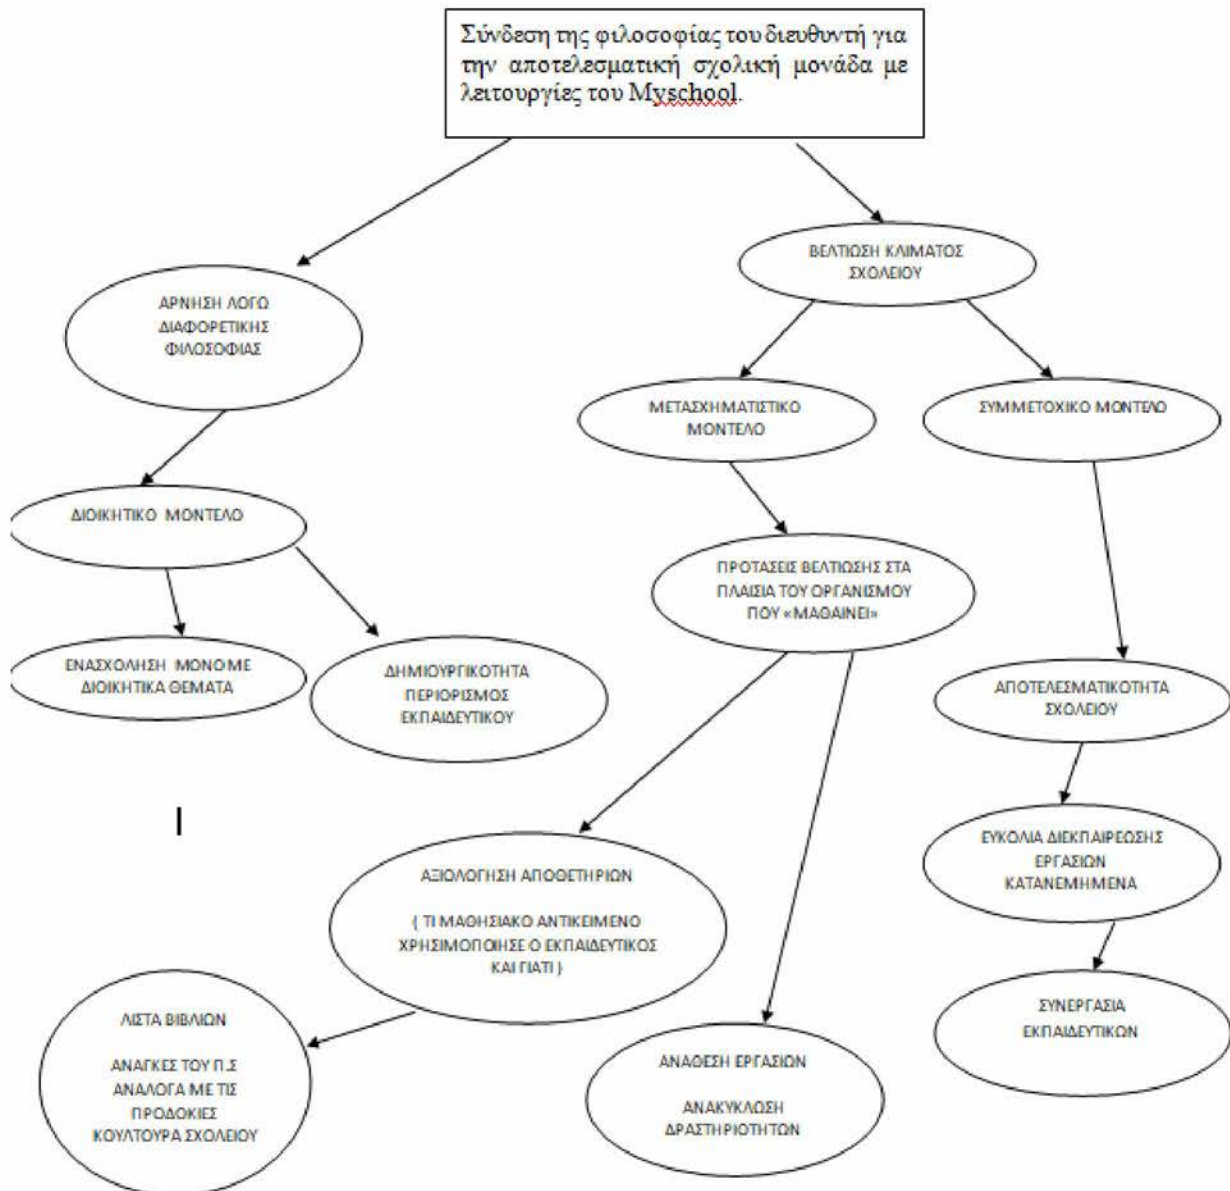 Σύνδεση της φιλοσοφίας του διευθυντή για
την αποτελεσματική σχολική μονάδα με
λειτουργίες του Myschool.
ΒΕΛΤΙΩΣΗ ΚΛΙΜΑΤΟΣ
ΣΧΟΛΕΙΟΥ
ΑΡΝΗΣΗ ΛΟΓΩ
ΔΙΑΦΟΡΕΤΙΚΗΣ
ΦΙΛΟΣΟΦΙΑΣ
ΜΕΤΑΣΧΗΜΑΤΙΣΤΙΚΟ
ΜΟΝΤΕΛΟ
ΣΥΜΜΕΤΟΧΙΚΟ ΜΟΝΤΕΛΟ
ΔΙΟΙΚΗΤΙΚΟ ΜΟΝΤΕΛΟ
ΠΡΟΤΑΣΕΙΣ ΒΕΛΤΙΩΣΗΣ ΣΤΑ
ΠΛΑΙΣΙΑ ΤΟΥ ΟΡΓΑΝΙΣΜΟΥ
ΠΟΥ «ΜΑΘΑΙΝΕΙ»
ΕΝΑΣΧΟΛΗΣΗ ΜΟΝΟ ΜΕ
ΔΙΟΙΚΗΤΙΚΑ ΘΕΜΑΤΑ
ΔΗΜΙΟΥΡΓΙΚΟΤΗΤΑ
ΠΕΡΙΟΡΙΣΜΟΣ
ΕΚΠΑΙΔΕΥΤΙΚΟΥ
ΑΠΟΤΕΛΕΣΜΑΤΙΚΟΤΗΤΑ
ΣΧΟΛΕΙΟΥ
ΕΥΚΟΛΙΑ ΔΙΕΚΠΑΙΡΕΩΣΗΣ
ΕΡΓΑΣΙΩΝ
ΚΑΤΑΝΕΜΗΜΕΝΑ
ΑΞΙΟΛΟΓΗΣΗ ΑΠΟΘΕΤΗΡΙΩΝ
( ΤΙ ΜΑΘΗΣΙΑΚΟ ΑΝΤΙΚΕΙΜΕΝΟ
ΧΡΗΣΙΜΟΠΟΙΗΣΕ Ο ΕΚΠΑΙΔΕΥΤΙΚΟΣ
ΚΑΙ ΓΙΑΤΙ )
ΣΥΝΕΡΓΑΣΙΑ
ΕΚΠΑΙΔΕΥΤΙΚΩΝ
ΛΙΣΤΑ ΒΙΒΛΙΩΝ
ΑΝΑΓΚΕΣ ΤΟΥ Π.Σ
ΑΝΑΛΟΓΑ ΜΕ ΤΙΣ
ΠΡΟΔΟΚΙΕΣ
ΚΟΥΛΤΟΥΡΑ ΣΧΟΛΕΙΟΥ
ΑΝΑΘΕΣΗ ΕΡΓΑΣΙΩΝ
ΑΝΑΚΥΚΛΩΣΗ
ΔΡΑΣΤΗΡΙΟΤΗΤΩΝ